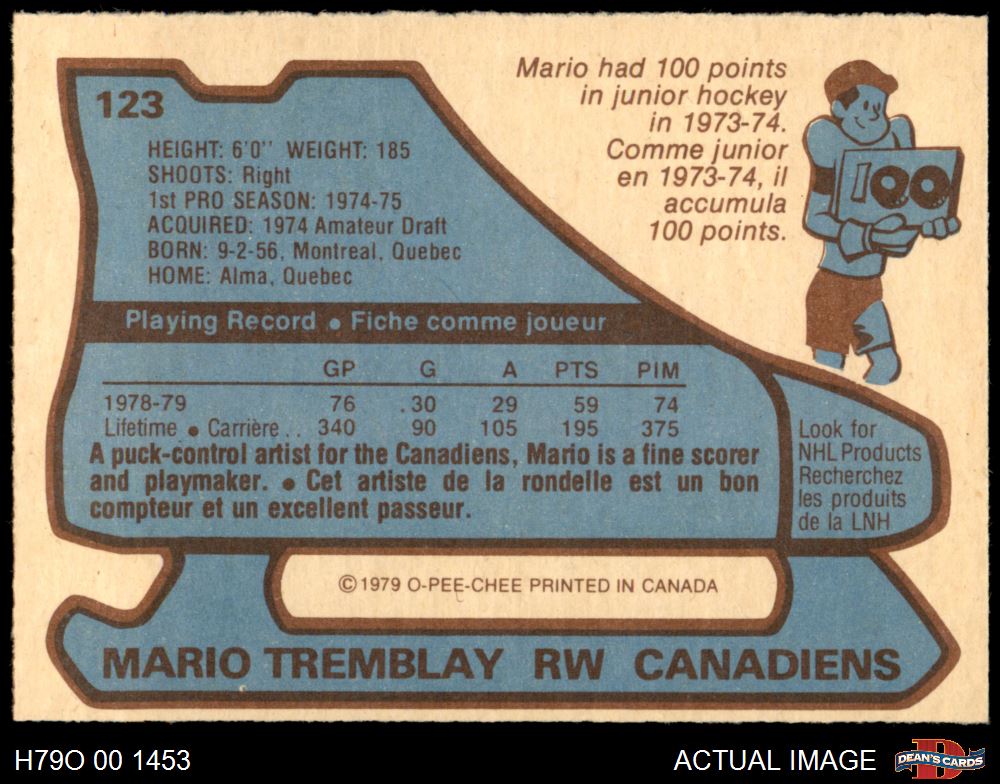 123
HEIGHT: 6'0'' WEIGHT: 185
SHOOTS: Right
1st PRO SEASON: 1974-75
ACQUIRED: 1974 Amateur Draft
BORN: 9-2-56, Montreal, Quebec
HOME: Alma, Quebec
Mario had 100 points
in junior hockey
in 1973-74.
Comme junior
en 1973-74, il
accumula
100 points.
100
Playing Record ● Fiche comme joueur
GP G A PTS PIM
1978-79 76 .30 29 59 74
Lifetime ● Carrière . . 340 90 105 195 375
A puck-control artist for the Canadiens, Mario is a fine scorer
and playmaker. ● Cet artiste de la rondelle est un bon
compteur et un excellent passeur.
Look for
NHL Products
Recherchez
les produits
de la LNH
© 1979 O-PEE-CHEE PRINTED IN CANADA
MARIO TREMBLAY RW CANADIENS
H79O 00 1453
ACTUAL IMAGE
D
DEAN'S CARDS